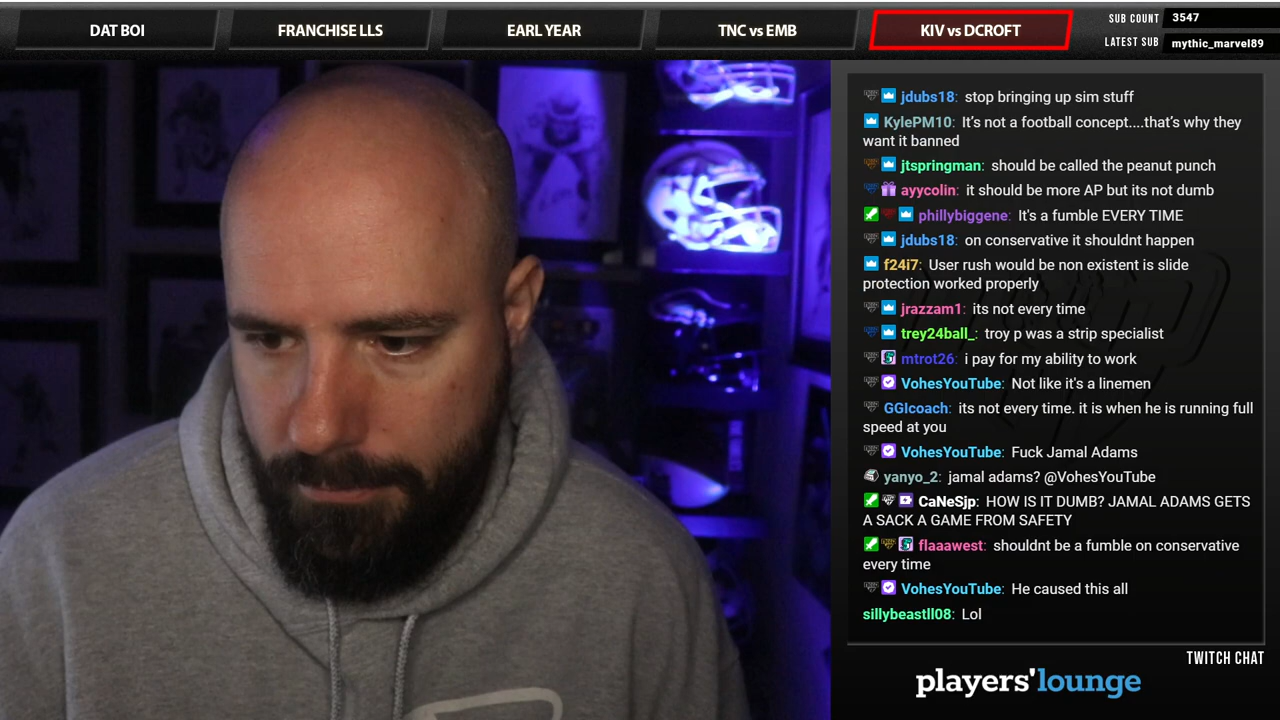 DAT BOI
FRANCHISE LLS
EARL YEAR
TNC vs EMB
KIV vs DCROFT
SUB COUNT 3547
LATEST SUB mythic_marvel89
jdubs18: stop bringing up sim stuff
KylePM10: It's not a football concept....that's why they
want it banned
jtspringman: should be called the peanut punch
ayycolin: it should be more AP but its not dumb
phillybiggene: It's a fumble EVERY TIME
jdubs18: on conservative it shouldnt happen
f24i7: User rush would be non existent is slide
protection worked properly
jrazzam1: its not every time
trey24ball_: troy p was a strip specialist
mtrot26: i pay for my ability to work
VohesYouTube: Not like it's a linemen
GGIcoach: its not every time. it is when he is running full
speed at you
VohesYouTube: Fuck Jamal Adams
yanyo_2: jamal adams? @VohesYouTube
CaNeSjp: HOW IS IT DUMB? JAMAL ADAMS GETS
A SACK A GAME FROM SAFETY
flaaawest: shouldnt be a fumble on conservative
every time
VohesYouTube: He caused this all
sillybeastll08: Lol
TWITCH CHAT
players'lounge